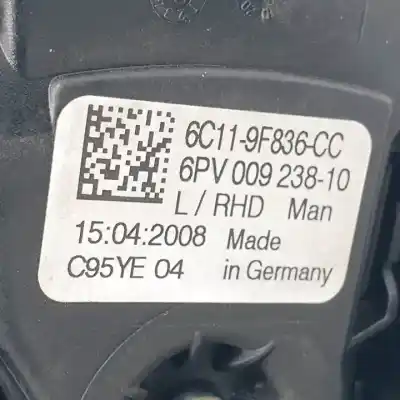 6C11-9F836-CC
6PV 009 238-10
L / RHD Man
15:04:2008 Made
C95YE 04 in Germany